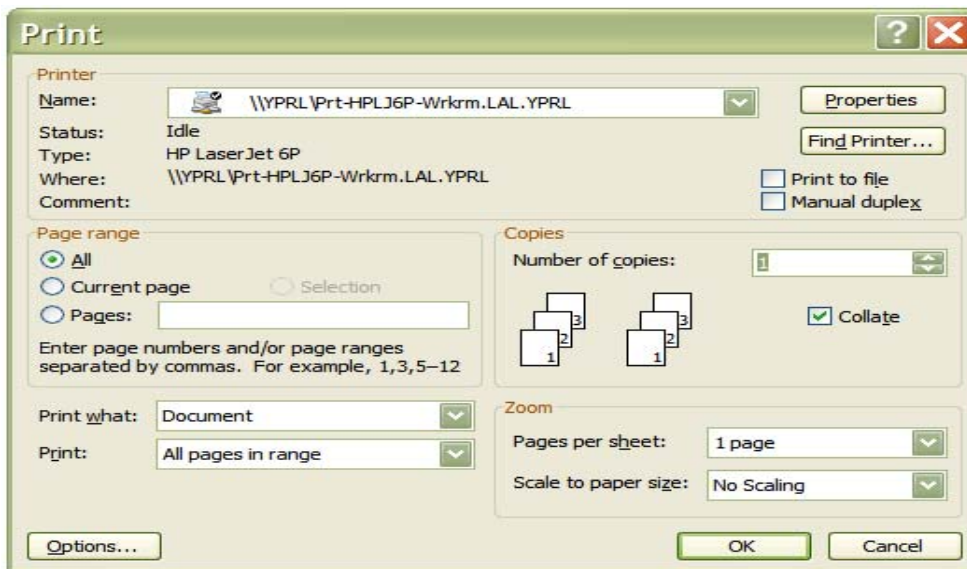 Print
Printer
Name: \\YPRL\Prt-HPLJ6P-Wrkrm.LAL.YPRL Properties
Status: Idle
Type: HP LaserJet 6P Find Printer...
Where: \\YPRL\Prt-HPLJ6P-Wrkrm.LAL.YPRL Print to file
Comment: Manual duplex
Page range
All
Current page Selection
Pages:
Enter page numbers and/or page ranges
separated by commas. For example, 1,3,5–12
Copies
Number of copies: 1
1 2 3 1 2 3 Collate
Print what: Document
Print: All pages in range
Zoom
Pages per sheet: 1 page
Scale to paper size: No Scaling
Options... OK Cancel